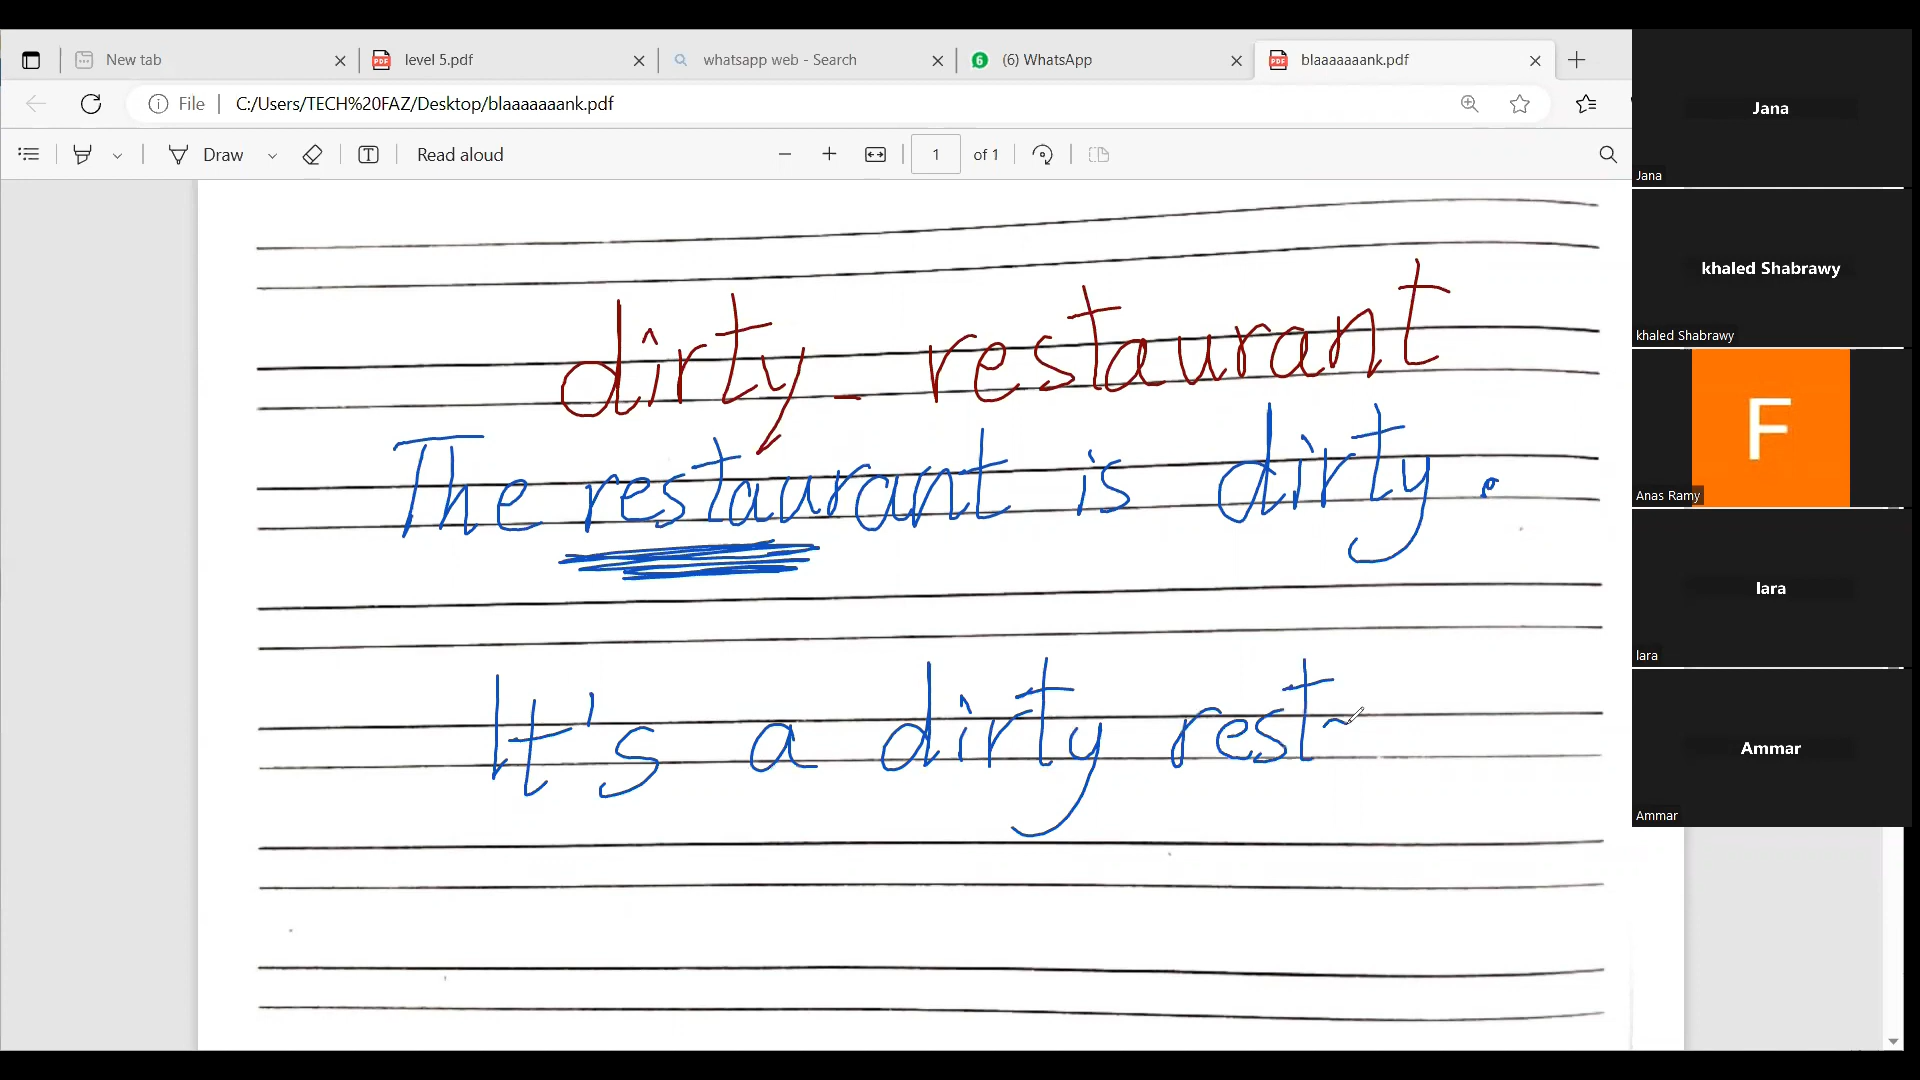 New tab
level 5.pdf
whatsapp web - Search
6 (6) WhatsApp
blaaaaaaank.pdf
File C:/Users/TECH%20FAZ/Desktop/blaaaaaaank.pdf
Draw
Read aloud
1 of 1
dirty - restaurant
The restaurant is dirty.
It's a dirty rest
Jana
Jana
khaled Shabrawy
khaled Shabrawy
F
Anas Ramy
lara
lara
Ammar
Ammar